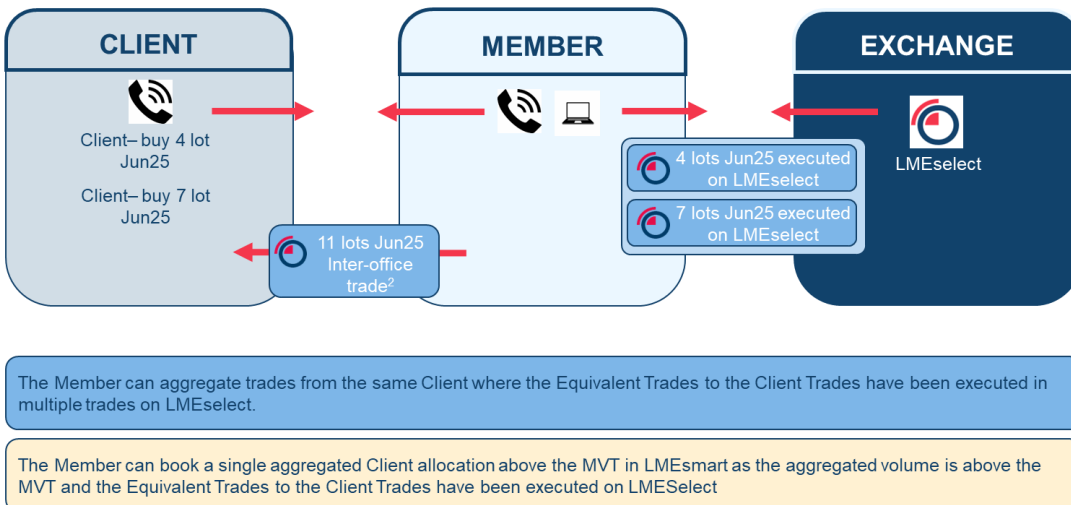 CLIENT
MEMBER
EXCHANGE
Client– buy 4 lot
Jun25
Client– buy 7 lot
Jun25
4 lots Jun25 executed
on LMEselect
7 lots Jun25 executed
on LMEselect
LMEselect
11 lots Jun25
Inter-office
trade2
The Member can aggregate trades from the same Client where the Equivalent Trades to the Client Trades have been executed in
multiple trades on LMEselect.
The Member can book a single aggregated Client allocation above the MVT in LMEsmart as the aggregated volume is above the
MVT and the Equivalent Trades to the Client Trades have been executed on LMESelect